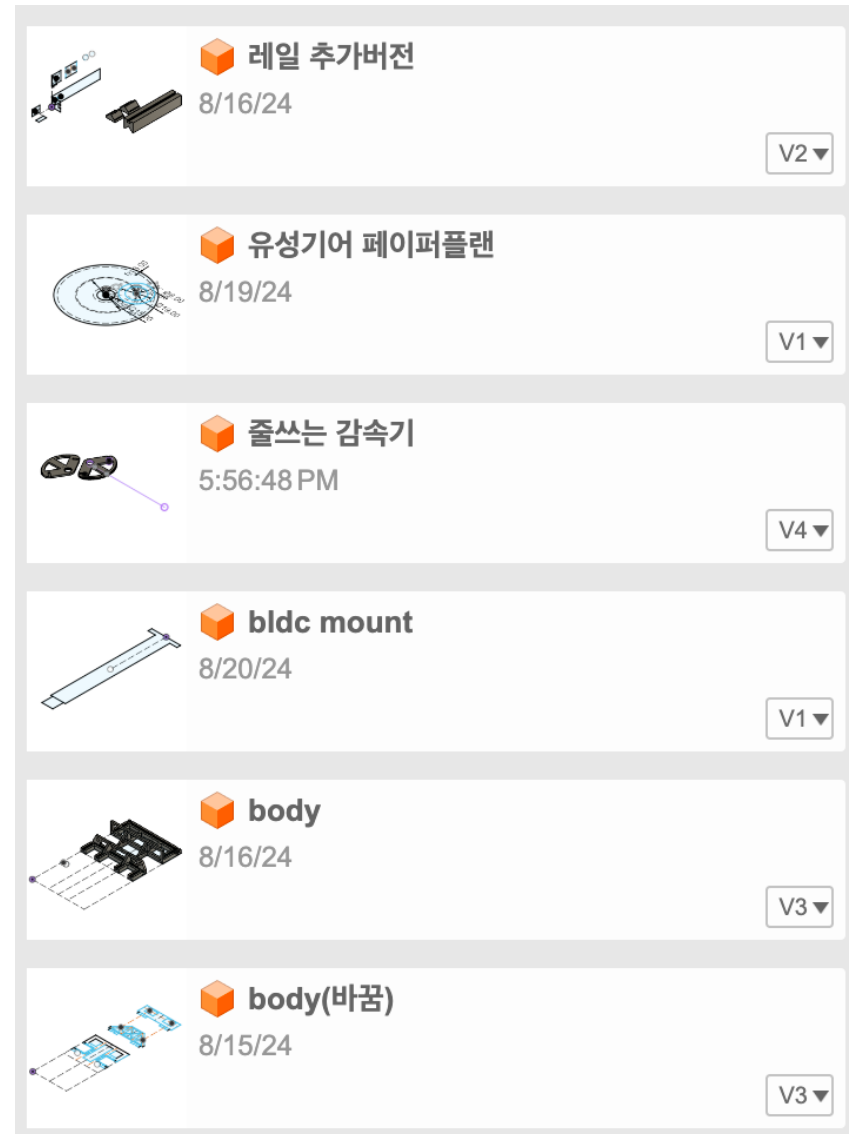 레일 추가버전
8/16/24
V2
유성기어 페이퍼플랜
8/19/24
V1
줄쓰는 감속기
5:56:48 PM
V4
bldc mount
8/20/24
V1
body
8/16/24
V3
body(바꿈)
8/15/24
V3